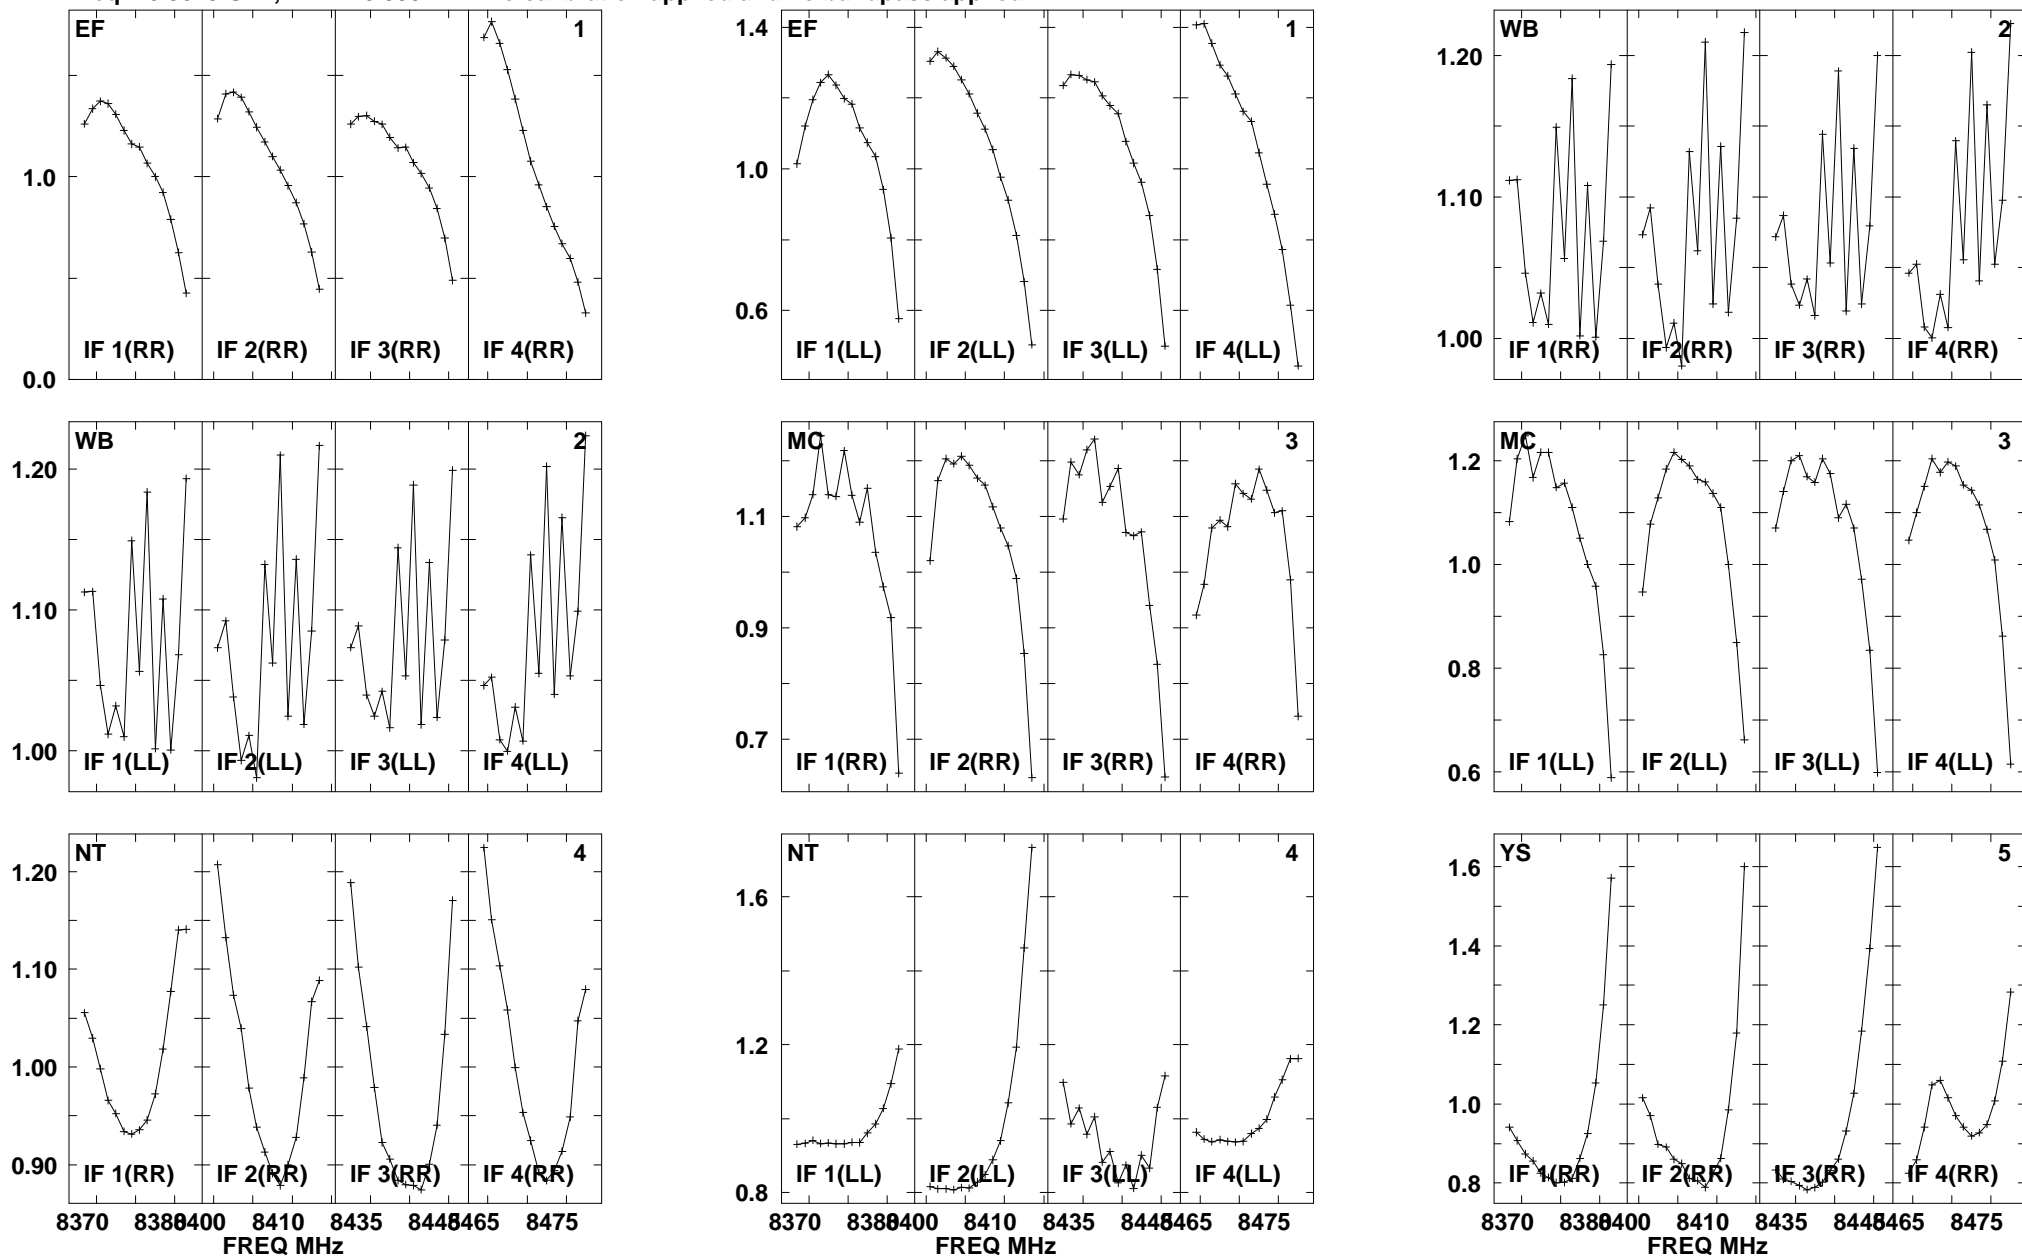 EF 1 EF 1 WB 2
1.4 1.20
1.0 1.0 1.10
0.6 1.00
IF 1(RR) IF 2(RR) IF 3(RR) IF 4(RR) IF 1(LL) IF 2(LL) IF 3(LL) IF 4(LL) IF 1(RR) IF 2(RR) IF 3(RR) IF 4(RR)
0.0
WB 2 MC 3 MC 3
1.20 1.2
1.1
1.10 1.0
0.9
0.8
1.00 0.7
IF 1(LL) IF 2(LL) IF 3(LL) IF 4(LL) IF 1(RR) IF 2(RR) IF 3(RR) IF 4(RR) IF 1(LL) IF 2(LL) IF 3(LL) IF 4(LL)
0.6
NT 4 NT 4 YS 5
1.20 1.6 1.6
1.4
1.10
1.00 1.2 1.2
1.0
0.90
IF 1(RR) IF 2(RR) IF 3(RR) IF 4(RR) IF 1(LL) IF 2(LL) IF 3(LL) IF 4(LL) IF 1(RR) IF 2(RR) IF 3(RR) IF 4(RR)
0.8 0.8
8370 8380 8400 8410 8435 8445 8465 8475 8370 8380 8400 8410 8435 8445 8465 8475 8370 8380 8400 8410 8435 8445 8465 8475
FREQ MHz FREQ MHz FREQ MHz